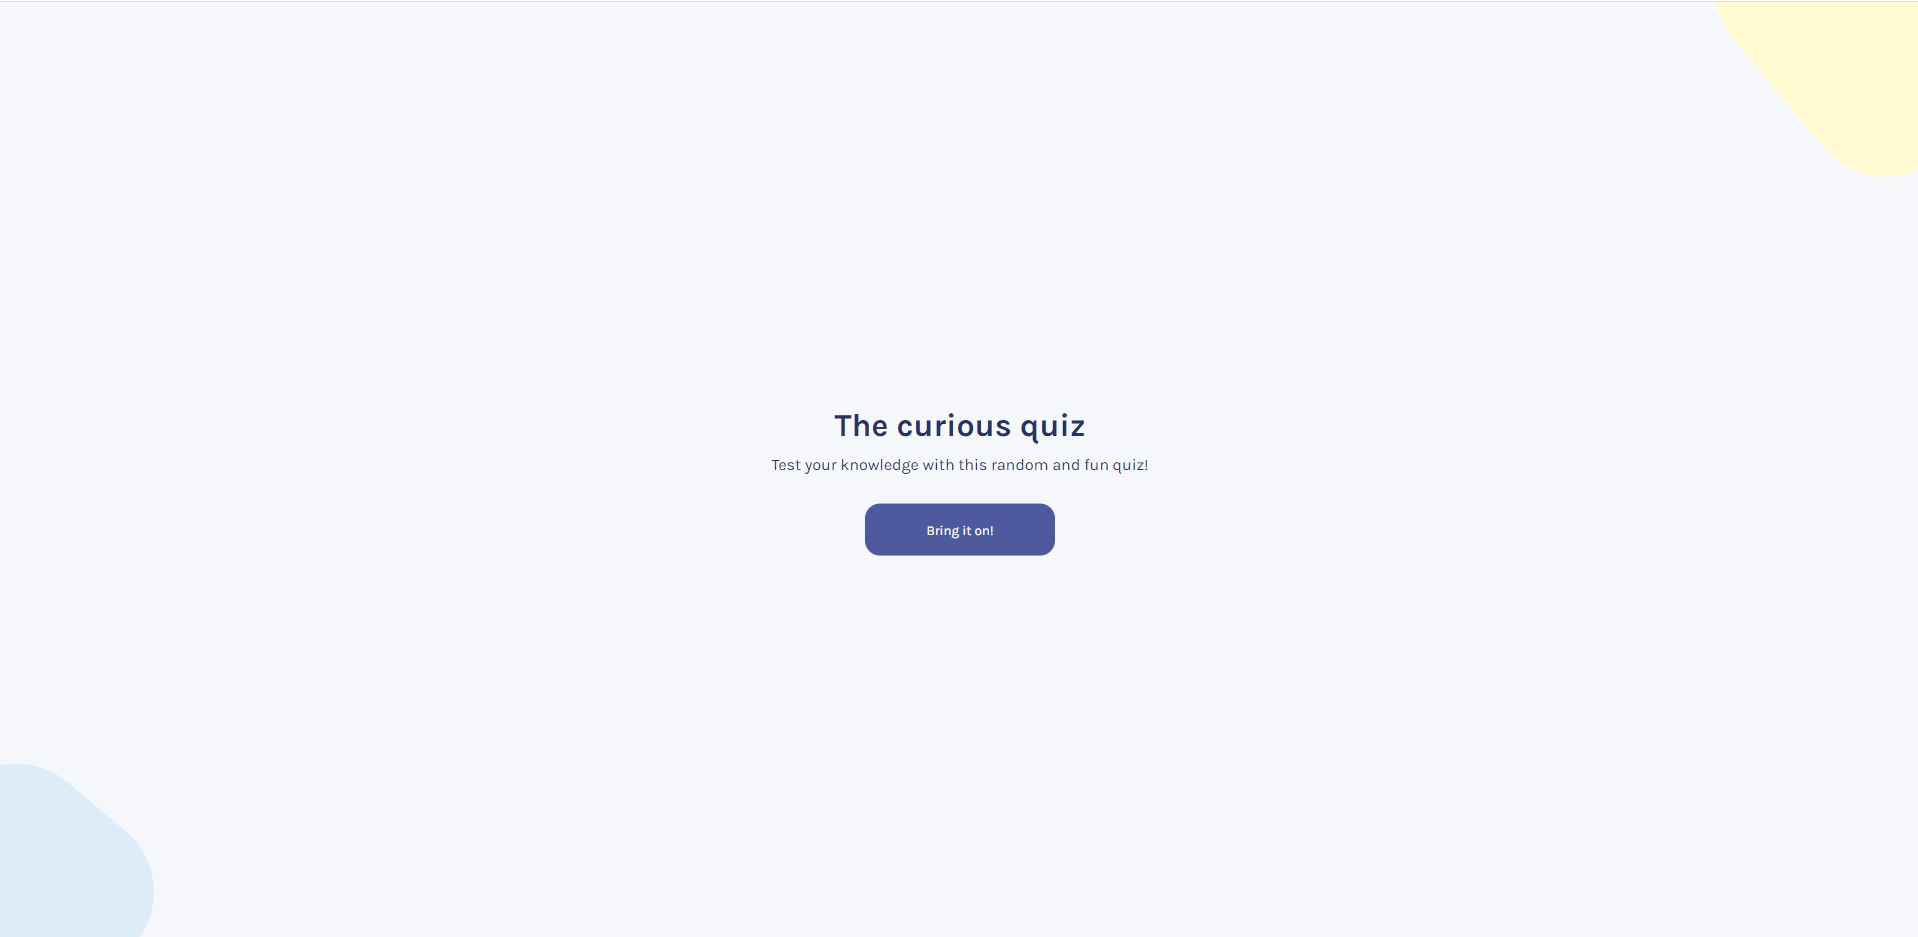 The curious quiz
Test your knowledge with this random and fun quiz!
Bring it on!